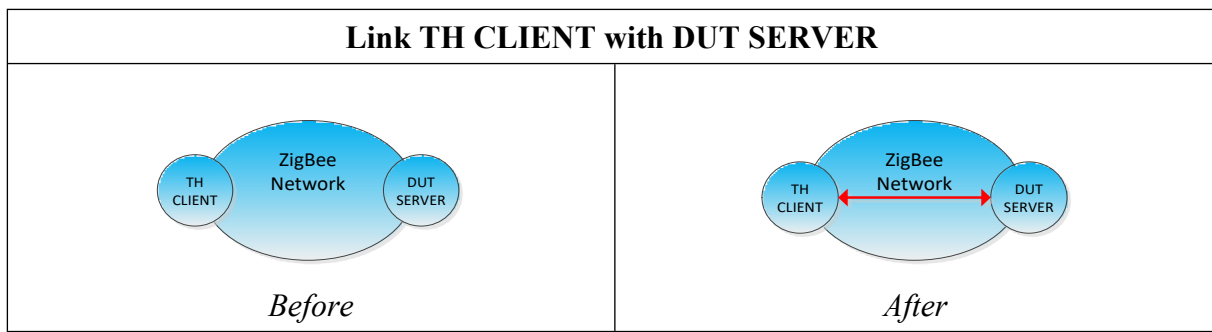 Link TH CLIENT with DUT SERVER
ZigBee
Network
TH
CLIENT
DUT
SERVER
Before
ZigBee
Network
TH
CLIENT
DUT
SERVER
After